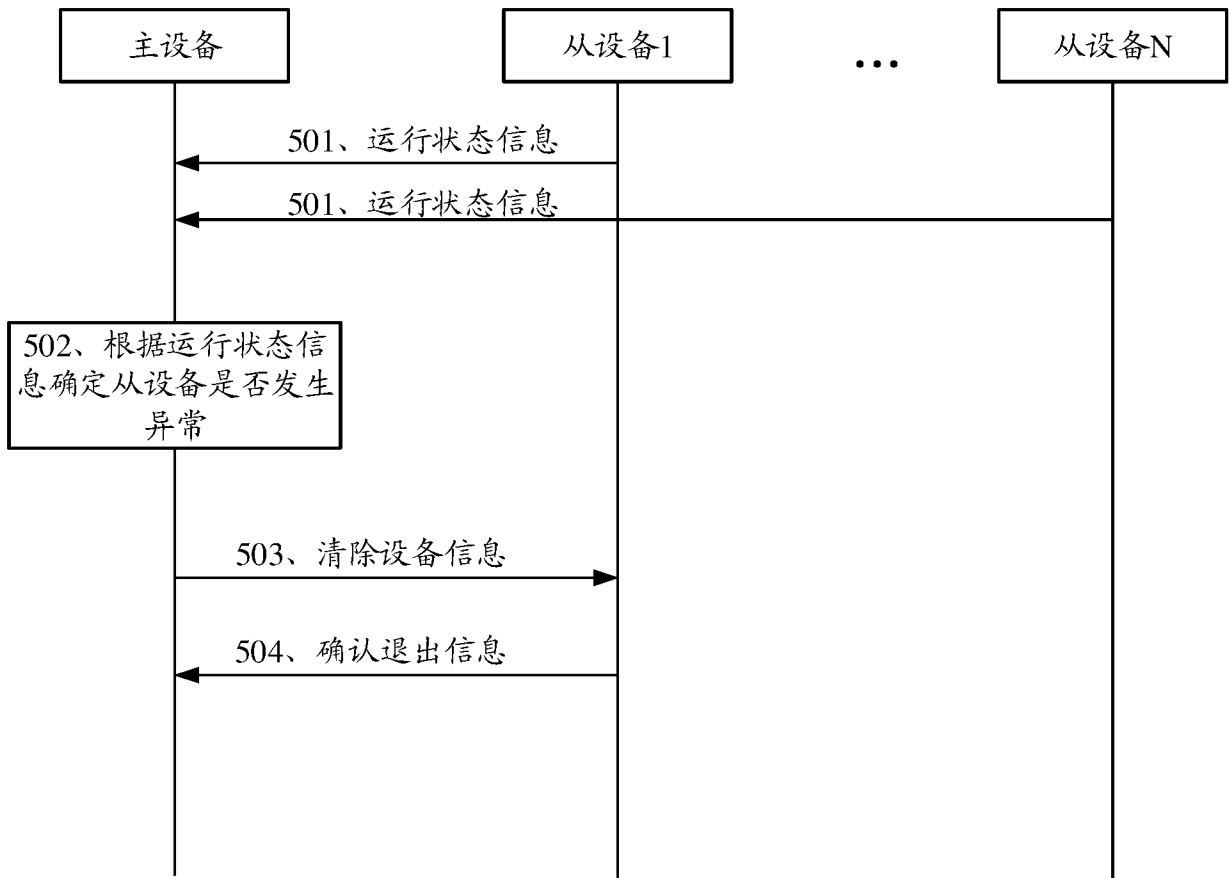 主设备
从设备1
...
从设备N
501、运行状态信息
501、运行状态信息
502、根据运行状态信
息确定从设备是否发生
异常
503、清除设备信息
504、确认退出信息